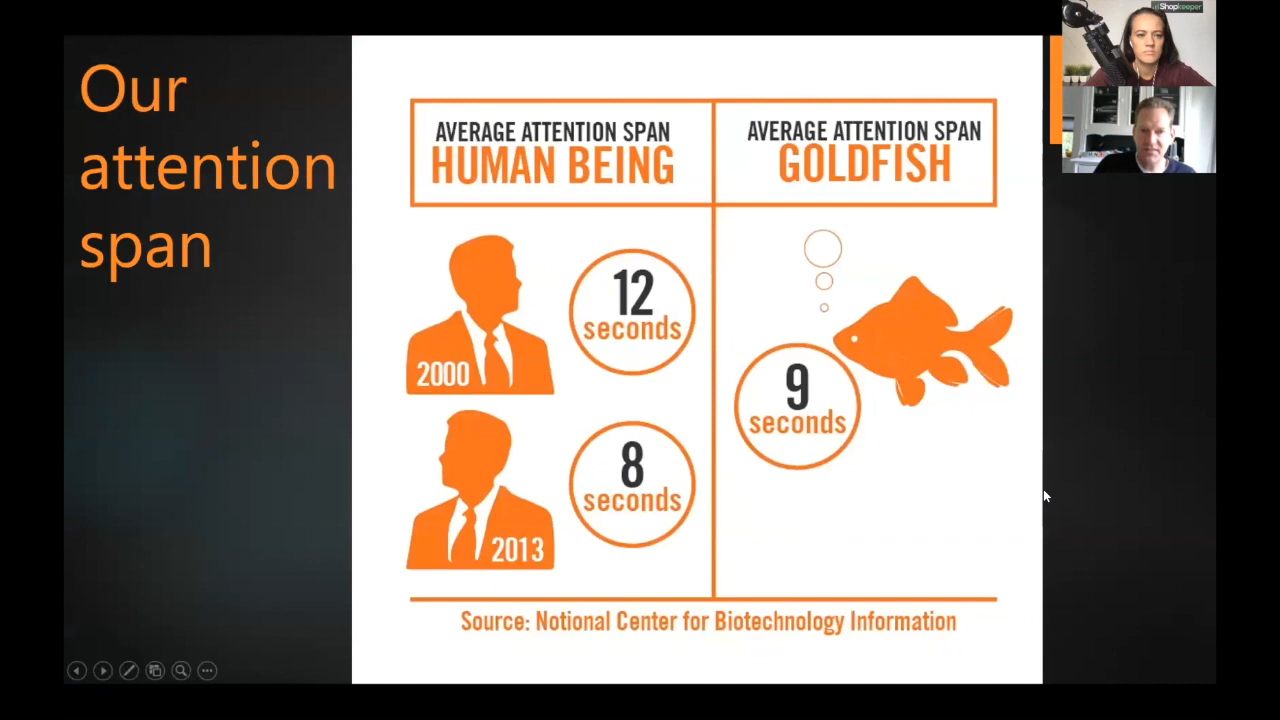 Our
attention
span
AVERAGE ATTENTION SPAN
HUMAN BEING
AVERAGE ATTENTION SPAN
GOLDFISH
2000
12
seconds
2013
8
seconds
9
seconds
Source: Notional Center for Biotechnology Information
Shopkeeper